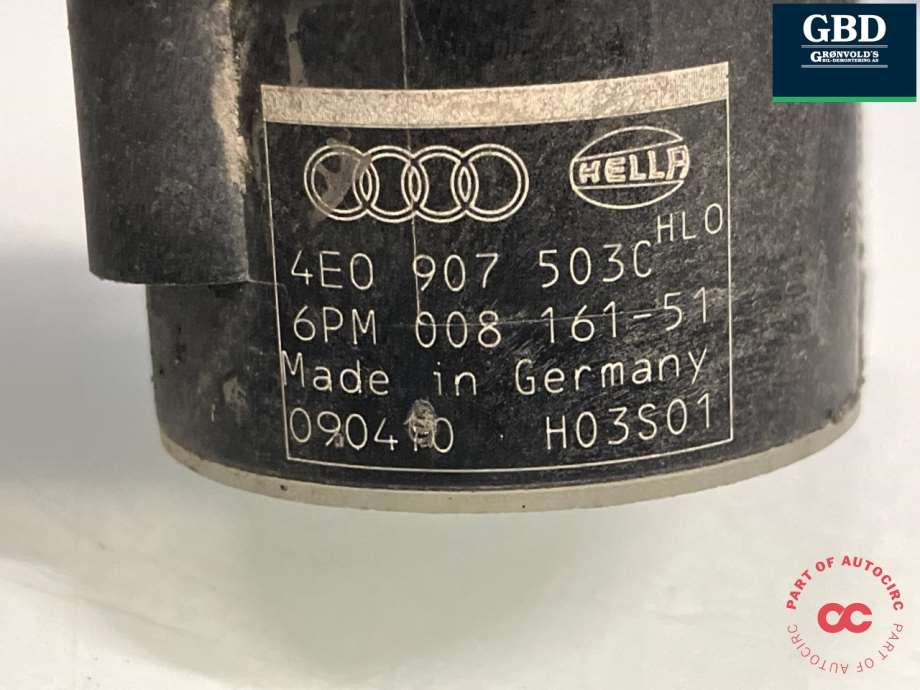 GBD
GRØNVOLD'S
BIL-DEMONTERING AS
HELLA
HLO
4E0 907 503C
6PM 008 161-51
Made in Germany
090410 H03S01
PART OF AUTOCIRC
PART OF AUTOCIRC